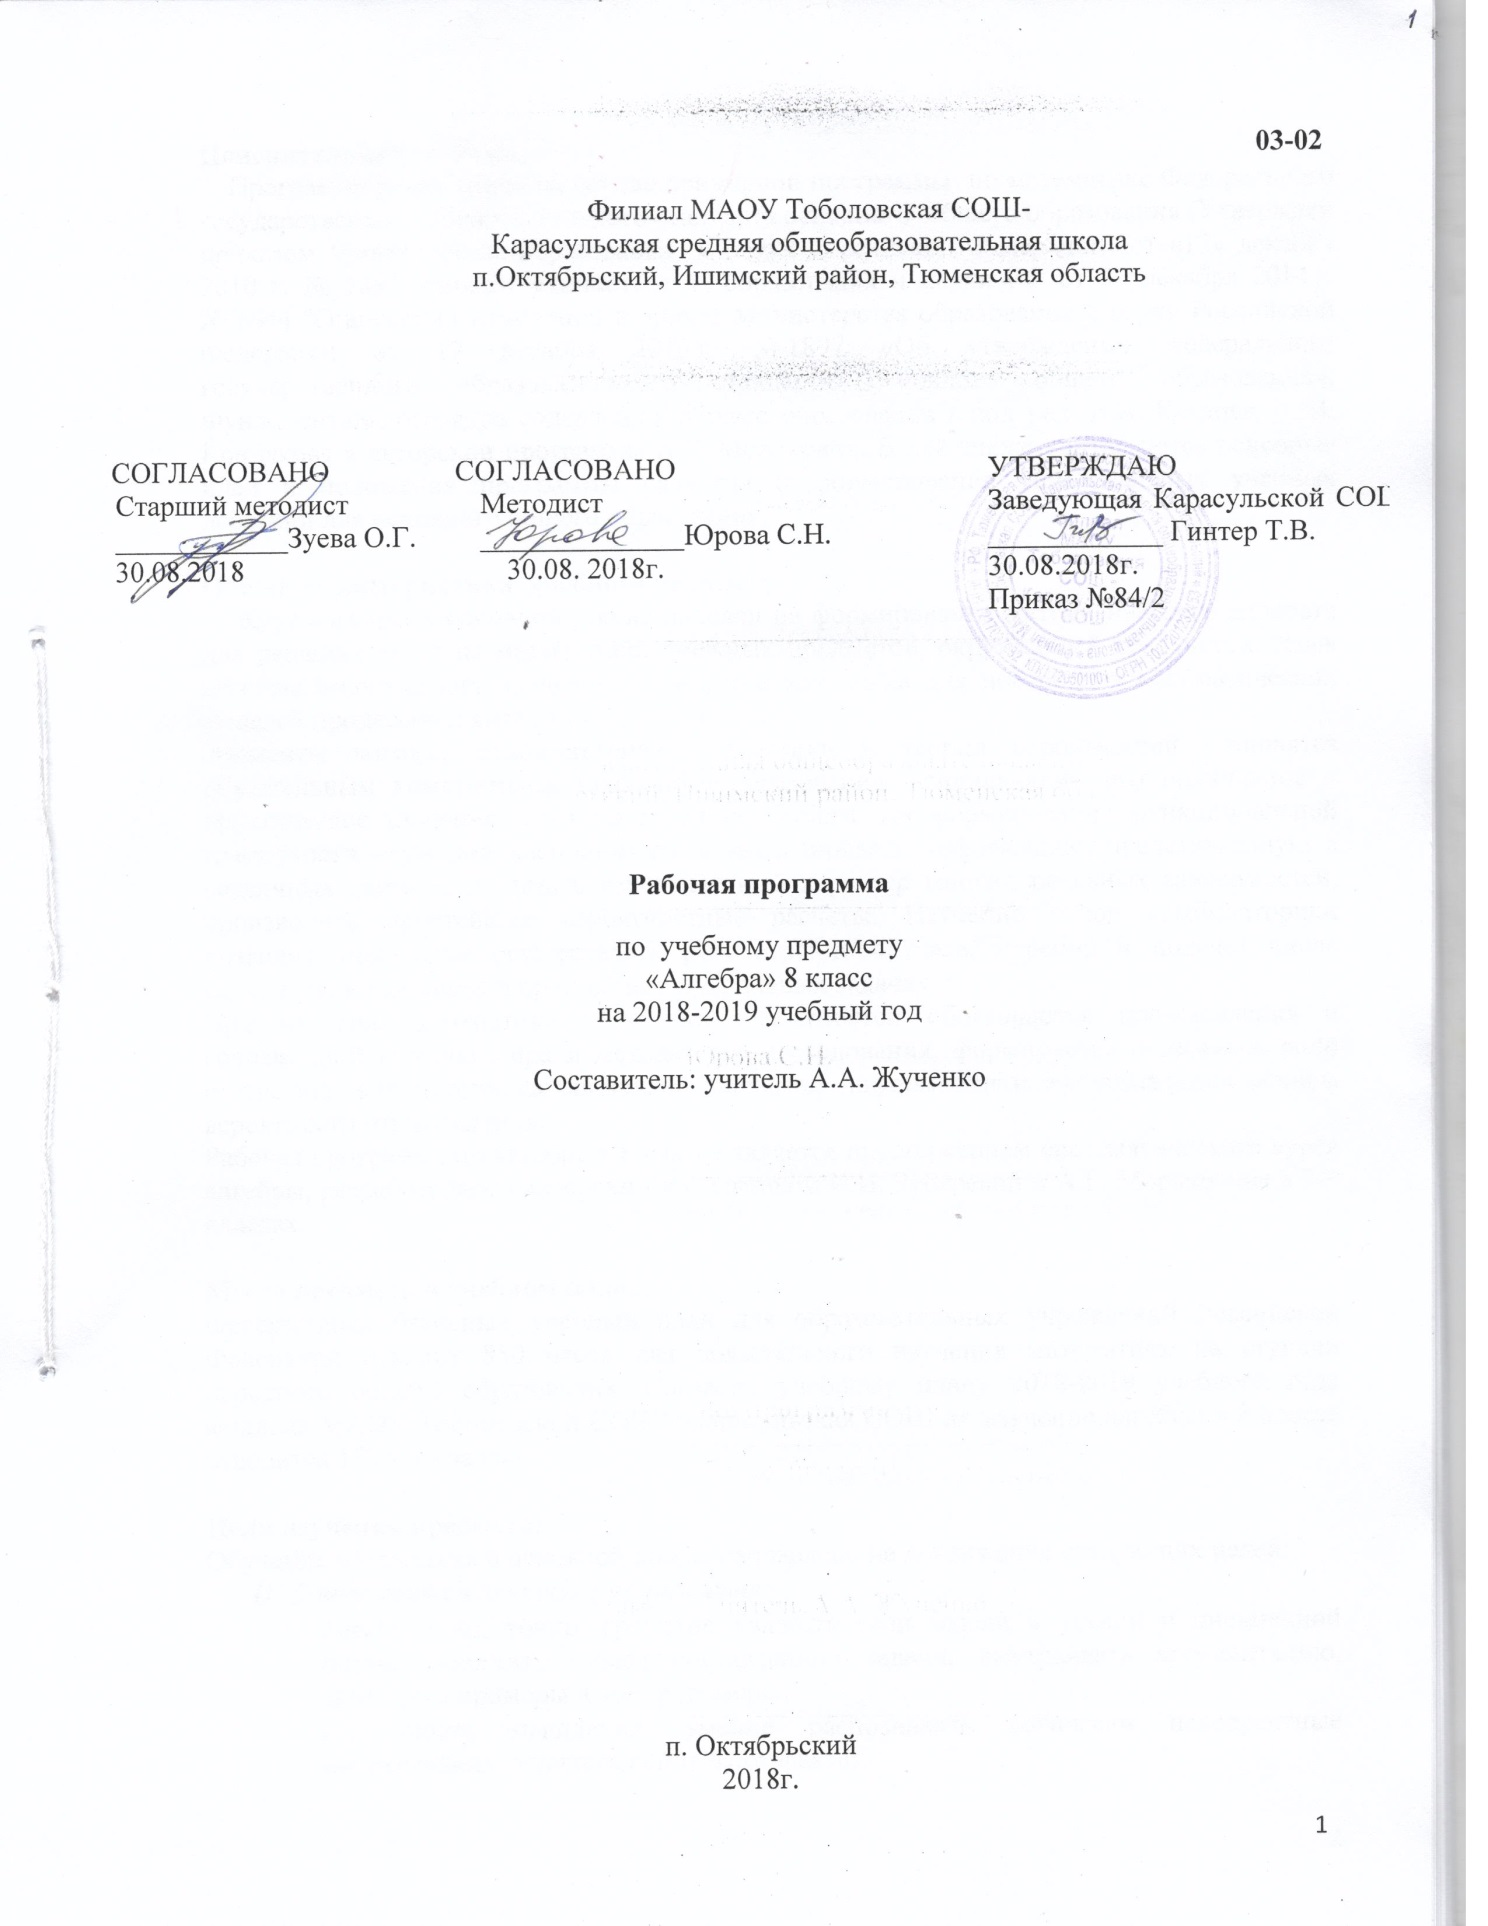 1
03-02
Филиал МАОУ Тоболовская СОШ-
Карасульская средняя общеобразовательная школа
п.Октябрьский, Ишимский район, Тюменская область
СОГЛАСОВАНО
Старший методист
______________Зуева О.Г.
30.08.2018
СОГЛАСОВАНО
Методист
______________Юрова С.Н.
30.08. 2018г.
УТВЕРЖДАЮ
Заведующая Карасульской СОШ
____________ Гинтер Т.В.
30.08.2018г.
Приказ №84/2
Рабочая программа
по учебному предмету
«Алгебра» 8 класс
на 2018-2019 учебный год
Составитель: учитель А.А. Жученко
п. Октябрьский
2018г.
1